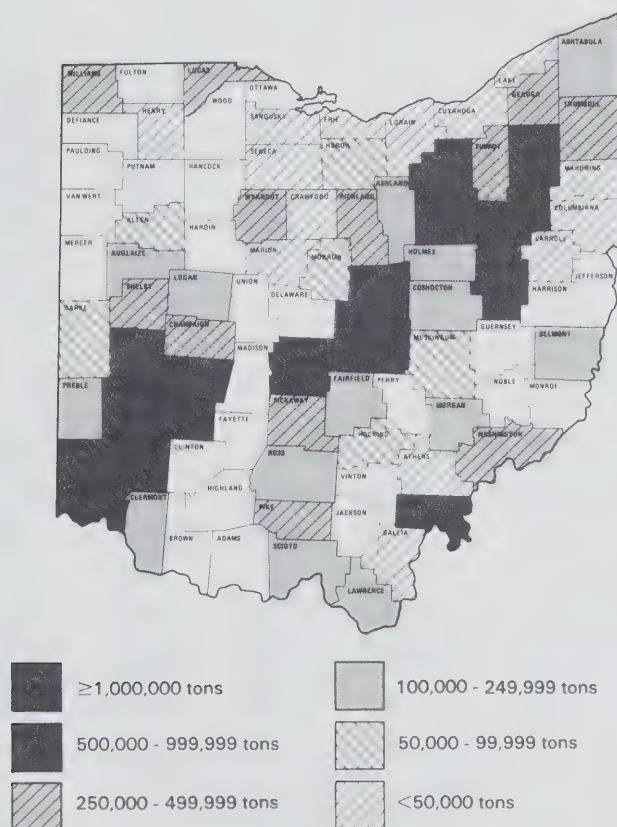 ASHTABULA
WILLIAMS FULTON LUCAS OTTAWA LAKE GEAUGA
WOOD CUYAHOGA TRUMBULL
DEFIANCE HENRY SANDUSKY ERIE LORAIN
PAULDING SENECA HURON SUMMIT
PUTNAM HANCOCK MAHONING
VAN WERT WYANDOT CRAWFORD RICHLAND ASHLAND
ALLEN COLUMBIANA
MERCER HARDIN MARION MORROW CARROLL
AUGLAIZE HOLMES JEFFERSON
LOGAN UNION COSHOCTON HARRISON
SHELBY DELAWARE
DARKE CHAMPAIGN GUERNSEY
MADISON MUSKINGUM BELMONT
PREBLE FAIRFIELD PERRY NOBLE MONROE
PICKAWAY MORGAN
FAYETTE WASHINGTON
CLINTON HOCKING
ROSS ATHENS
HIGHLAND VINTON
CLERMONT PIKE JACKSON
GALLIA
BROWN ADAMS SCIOTO
LAWRENCE
≥1,000,000 tons
500,000 - 999,999 tons
250,000 - 499,999 tons
100,000 - 249,999 tons
50,000 - 99,999 tons
<50,000 tons